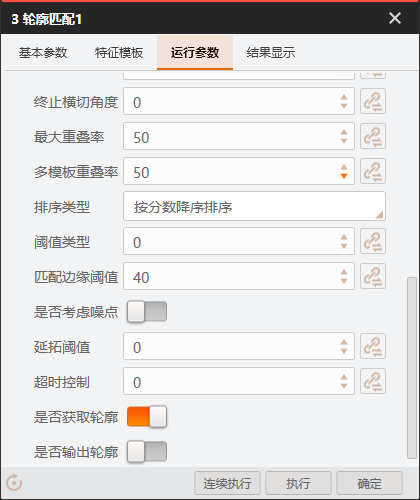 3 轮廓匹配1
基本参数 特征模板 运行参数 结果显示
终止横切角度 0
最大重叠率 50
多模板重叠率 50
排序类型 按分数降序排序
阈值类型 0
匹配边缘阈值 40
是否考虑噪点
延拓阈值 0
超时控制 0
是否获取轮廓
是否输出轮廓
连续执行 执行 确定